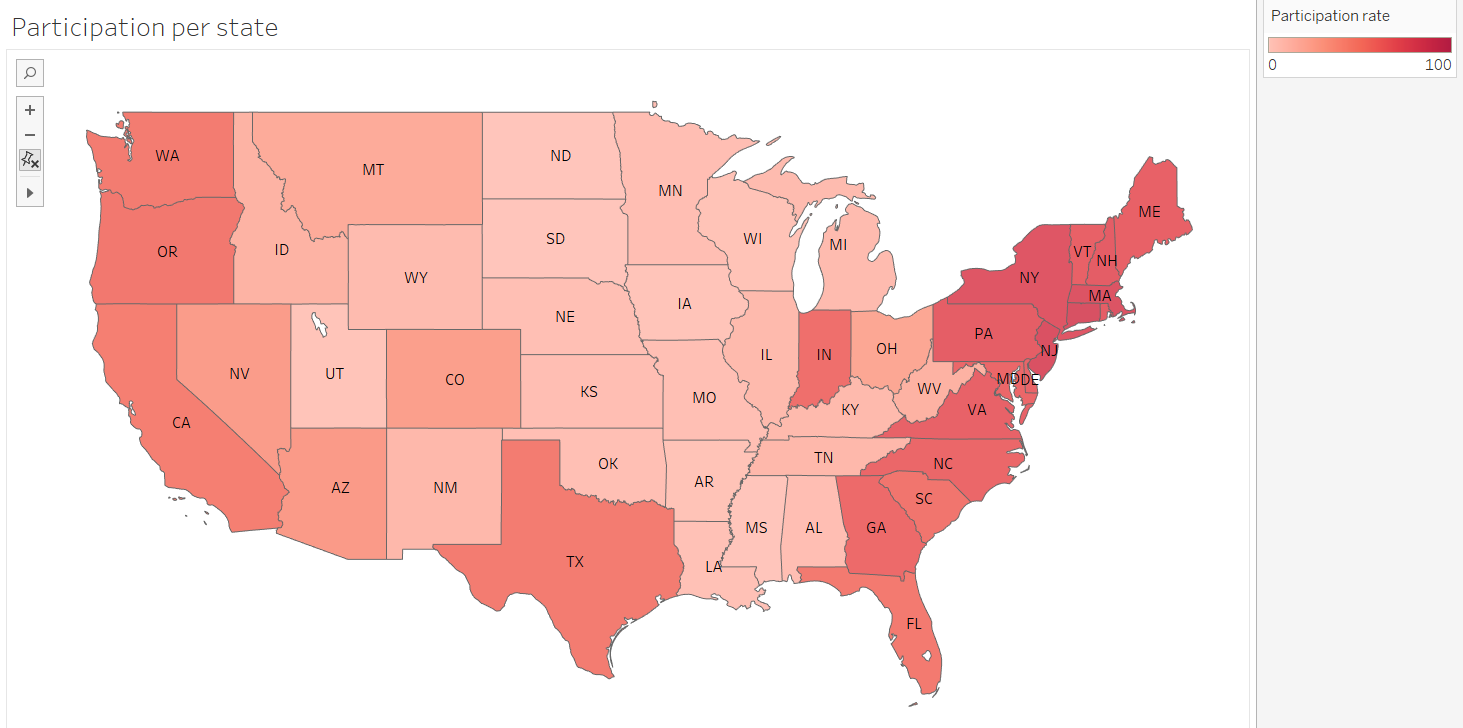 Participation per state
Participation rate
0 100
+
−
WA
MT
ND
MN
ME
OR
ID
SD
WI
MI
VT
NH
WY
NY
MA
NE
IA
PA
NV
UT
CO
KS
MO
IL
IN
OH
NJ
MD
DE
WV
VA
CA
KY
AZ
NM
OK
AR
TN
NC
SC
TX
LA
MS
AL
GA
FL